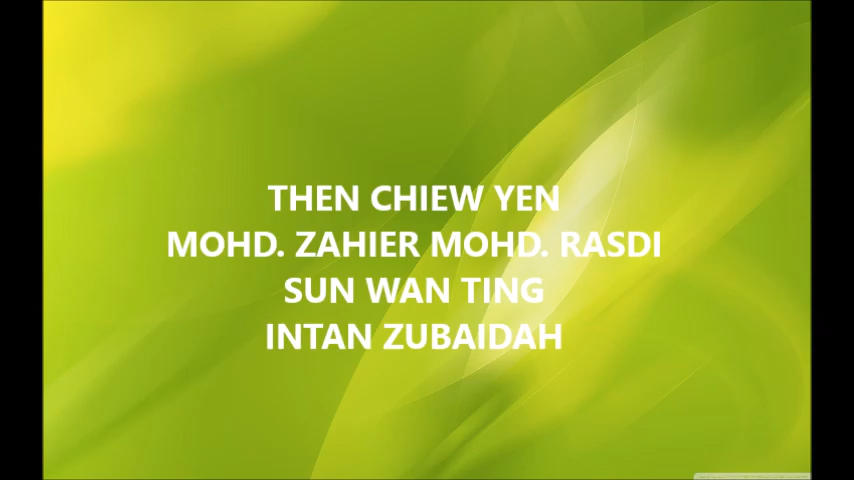 THEN CHIEW YEN
MOHD. ZAHIER MOHD. RASDI
SUN WAN TING
INTAN ZUBAIDAH